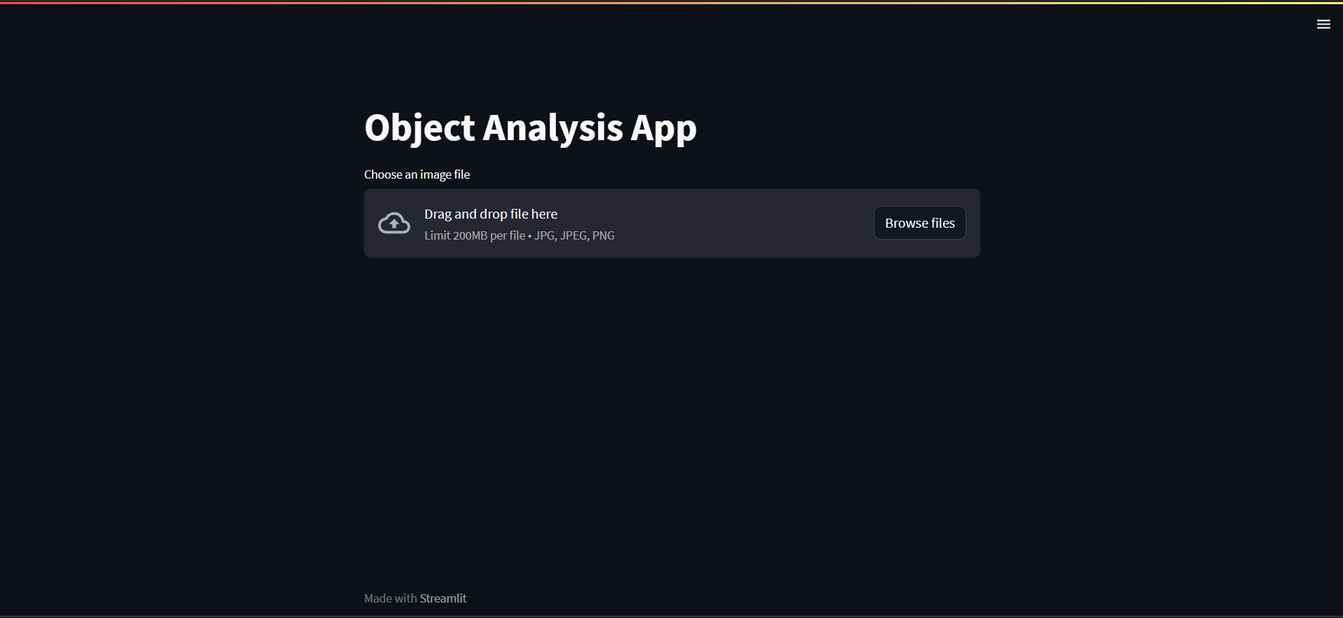 Object Analysis App
Choose an image file
Drag and drop file here
Limit 200MB per file • JPG, JPEG, PNG
Browse files
Made with Streamlit